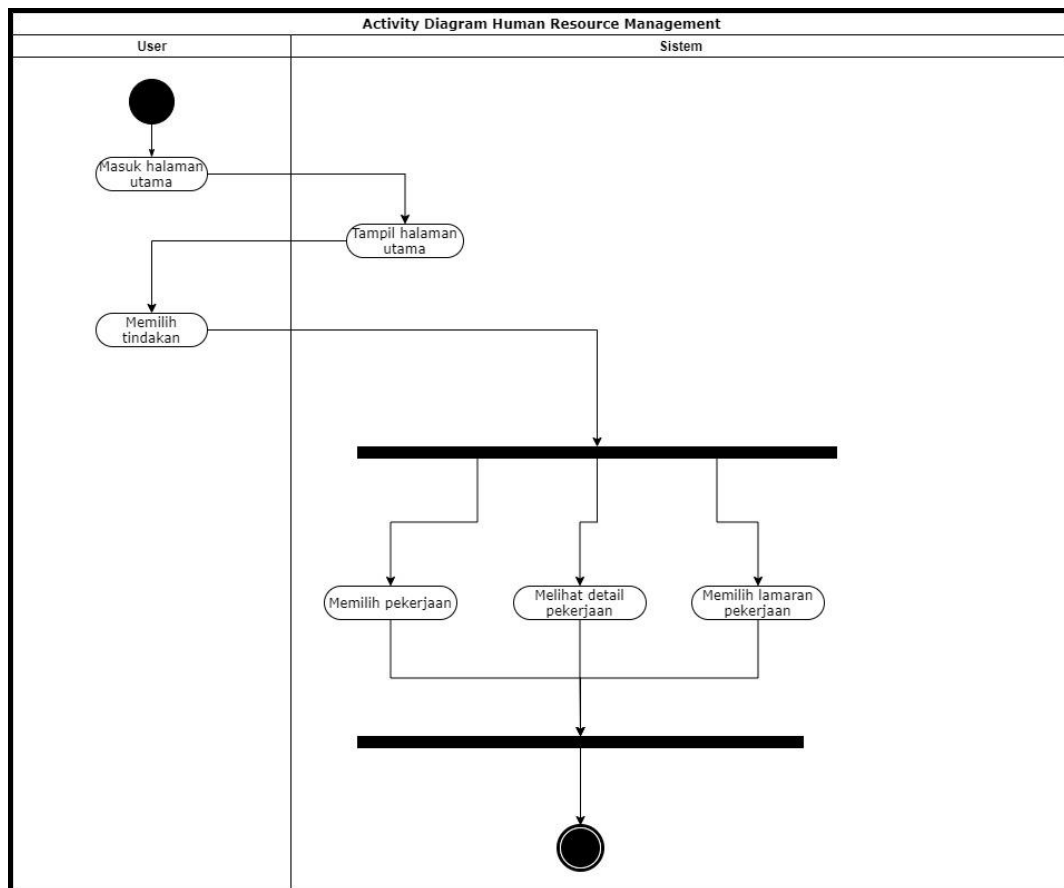 Activity Diagram Human Resource Management
User
Sistem
Masuk halaman
utama
Tampil halaman
utama
Memilih
tindakan
Memilih pekerjaan
Melihat detail
pekerjaan
Memilih lamaran
pekerjaan